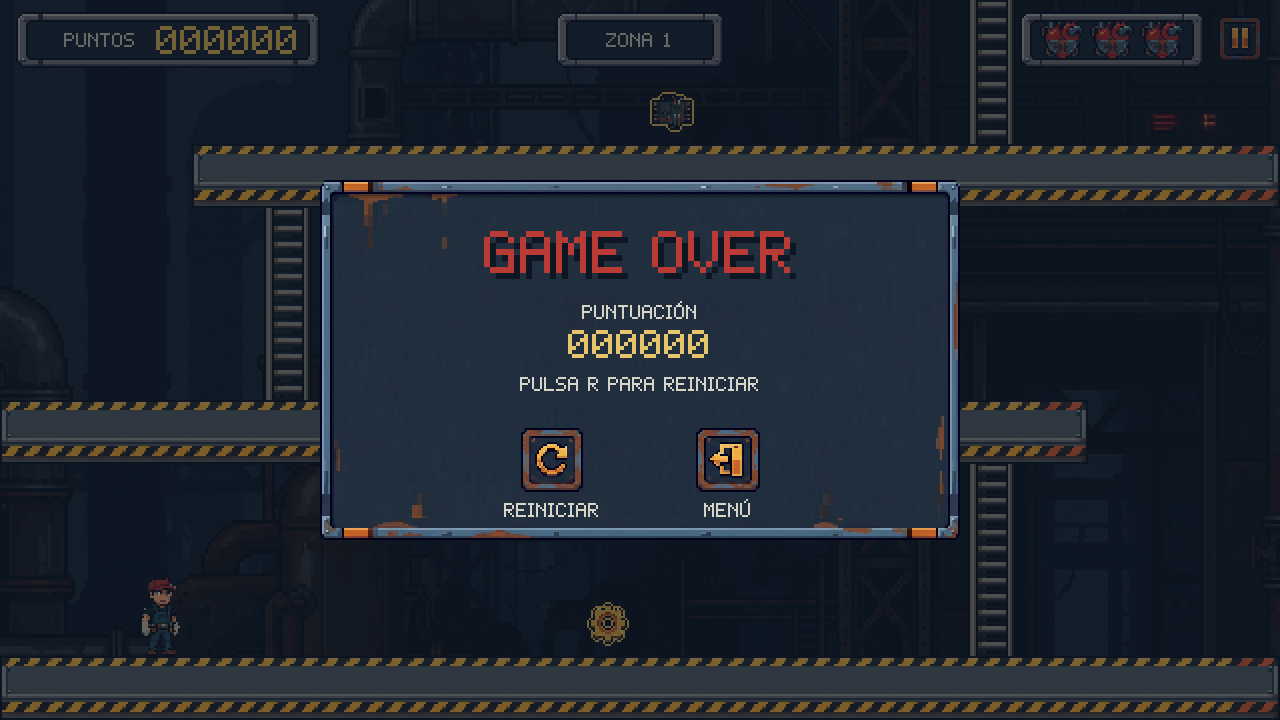 PUNTOS 000000
ZONA 1
GAME OVER
PUNTUACIÓN
000000
PULSA R PARA REINICIAR
REINICIAR
MENÚ